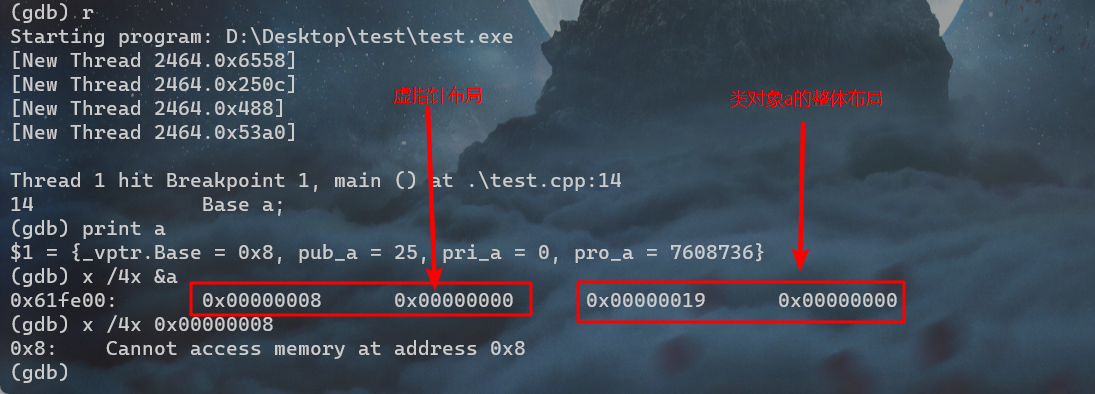 (gdb) r
Starting program: D:\Desktop\test\test.exe
[New Thread 2464.0x6558]
[New Thread 2464.0x250c]
[New Thread 2464.0x488]
[New Thread 2464.0x53a0]
虚指针布局
类对象a的整体布局
Thread 1 hit Breakpoint 1, main () at .\test.cpp:14
14 Base a;
(gdb) print a
$1 = {_vptr.Base = 0x8, pub_a = 25, pri_a = 0, pro_a = 7608736}
(gdb) x /4x &a
0x61fe00: 0x00000008 0x00000000 0x00000019 0x00000000
(gdb) x /4x 0x00000008
0x8: Cannot access memory at address 0x8
(gdb)